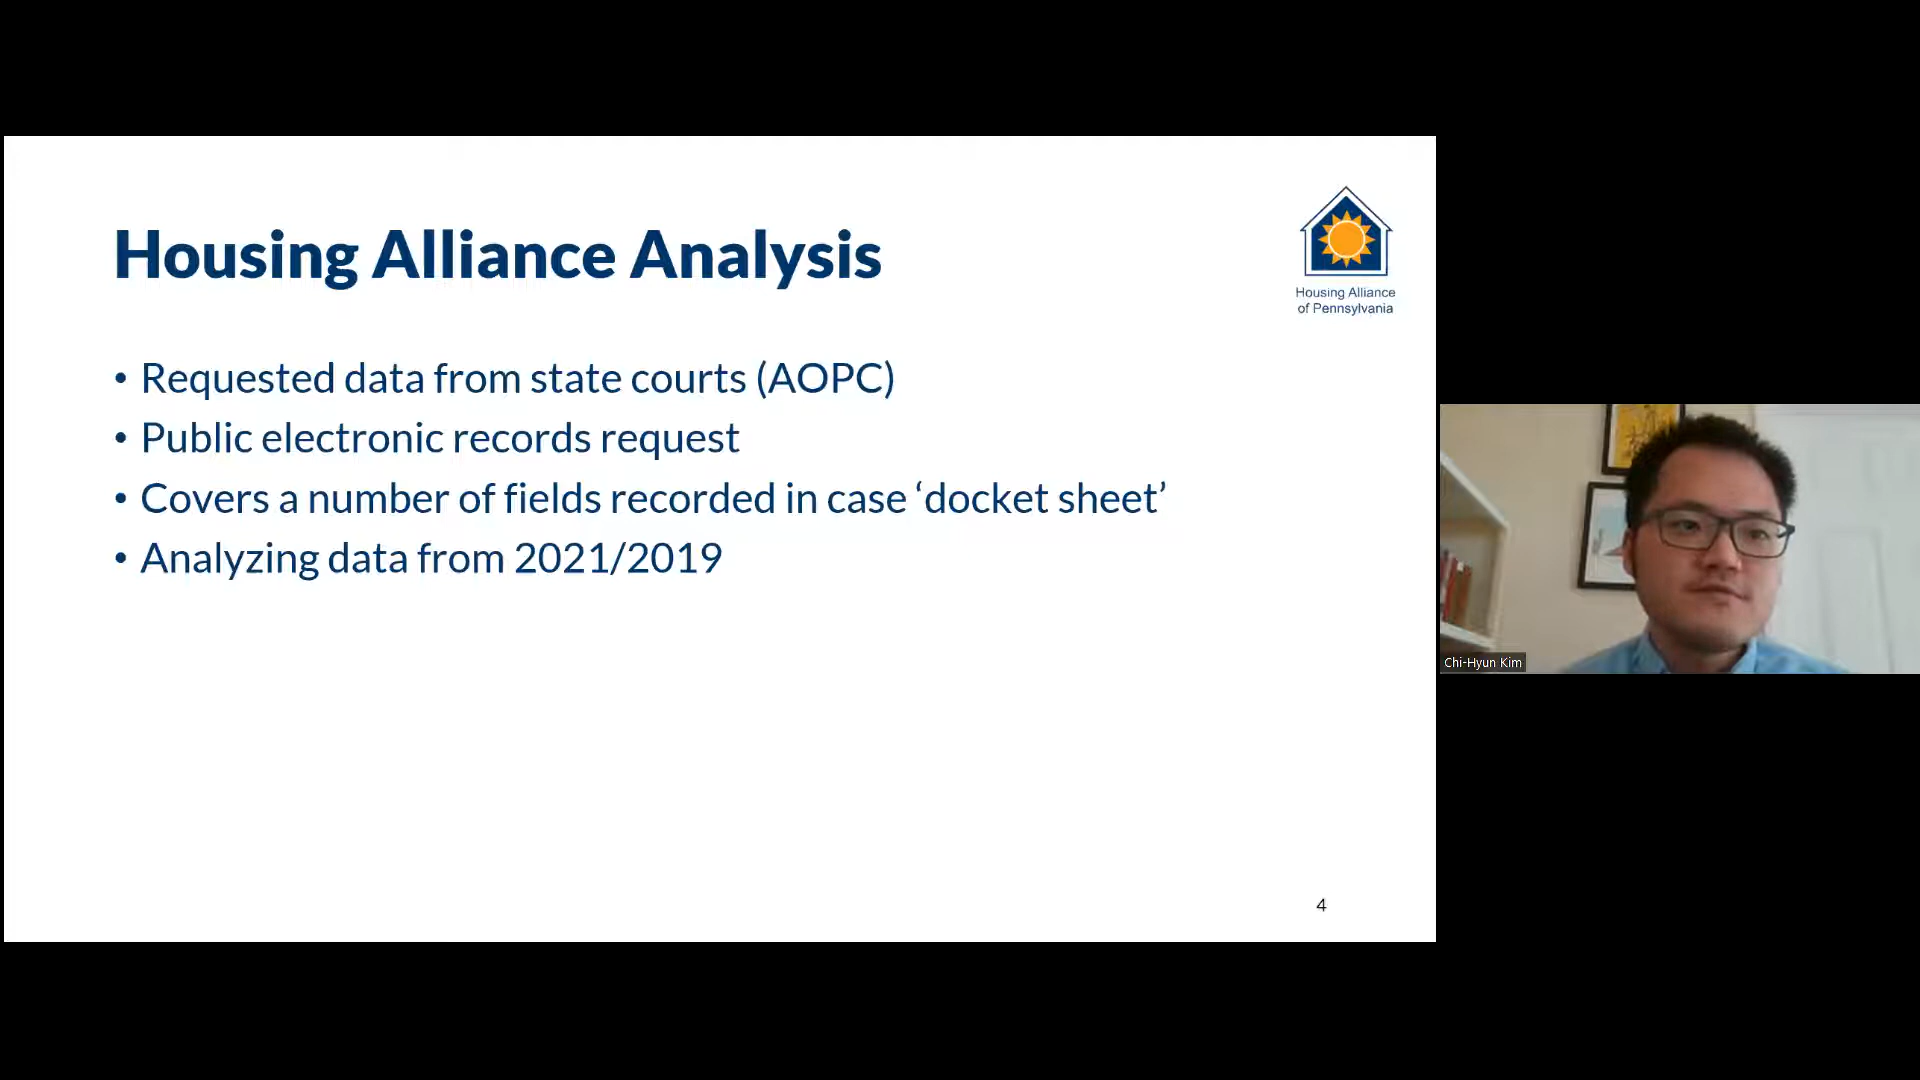 Housing Alliance Analysis
Housing Alliance
of Pennsylvania
• Requested data from state courts (AOPC)
• Public electronic records request
• Covers a number of fields recorded in case ‘docket sheet’
• Analyzing data from 2021/2019
4
Chi-Hyun Kim